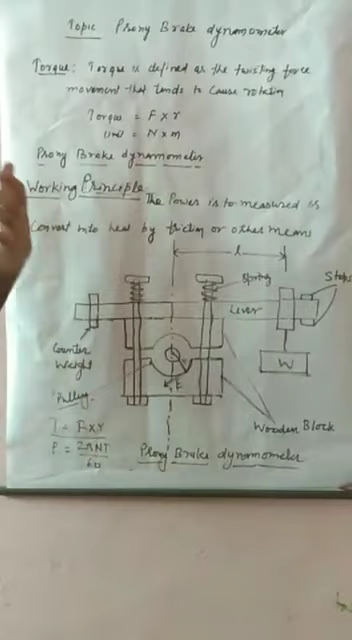 Topic Prony Brake dynamometer
Torque: Torque is defined as the twisting force
movement that tends to cause rotation
Torque = F x r
Unit = N x m
Prony Brake dynamometer
Working Principle
The Power is to measured is
Convert into heat by friction or other means
l
Spring
Stops
Lever
Counter
Weight
W
Pulley
F
Wooden Block
T = F x r
P = 2πNT
60
Prony Brake dynamometer